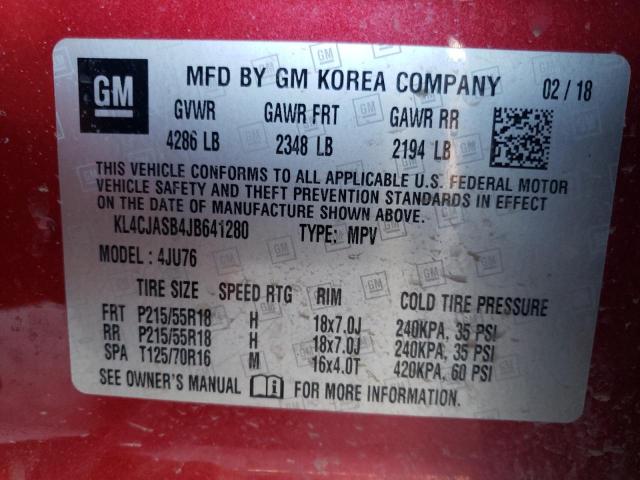 GM MFD BY GM KOREA COMPANY 02 / 18
GVWR GAWR FRT GAWR RR
4286 LB 2348 LB 2194 LB
THIS VEHICLE CONFORMS TO ALL APPLICABLE U.S. FEDERAL MOTOR
VEHICLE SAFETY AND THEFT PREVENTION STANDARDS IN EFFECT
ON THE DATE OF MANUFACTURE SHOWN ABOVE.
KL4CJASB4JB641280 TYPE: MPV
MODEL : 4JU76
TIRE SIZE SPEED RTG RIM COLD TIRE PRESSURE
FRT P215/55R18 H 18x7.0J 240KPA, 35 PSI
RR P215/55R18 H 18x7.0J 240KPA, 35 PSI
SPA T125/70R16 M 16x4.0T 420KPA, 60 PSI
SEE OWNER'S MANUAL FOR MORE INFORMATION.